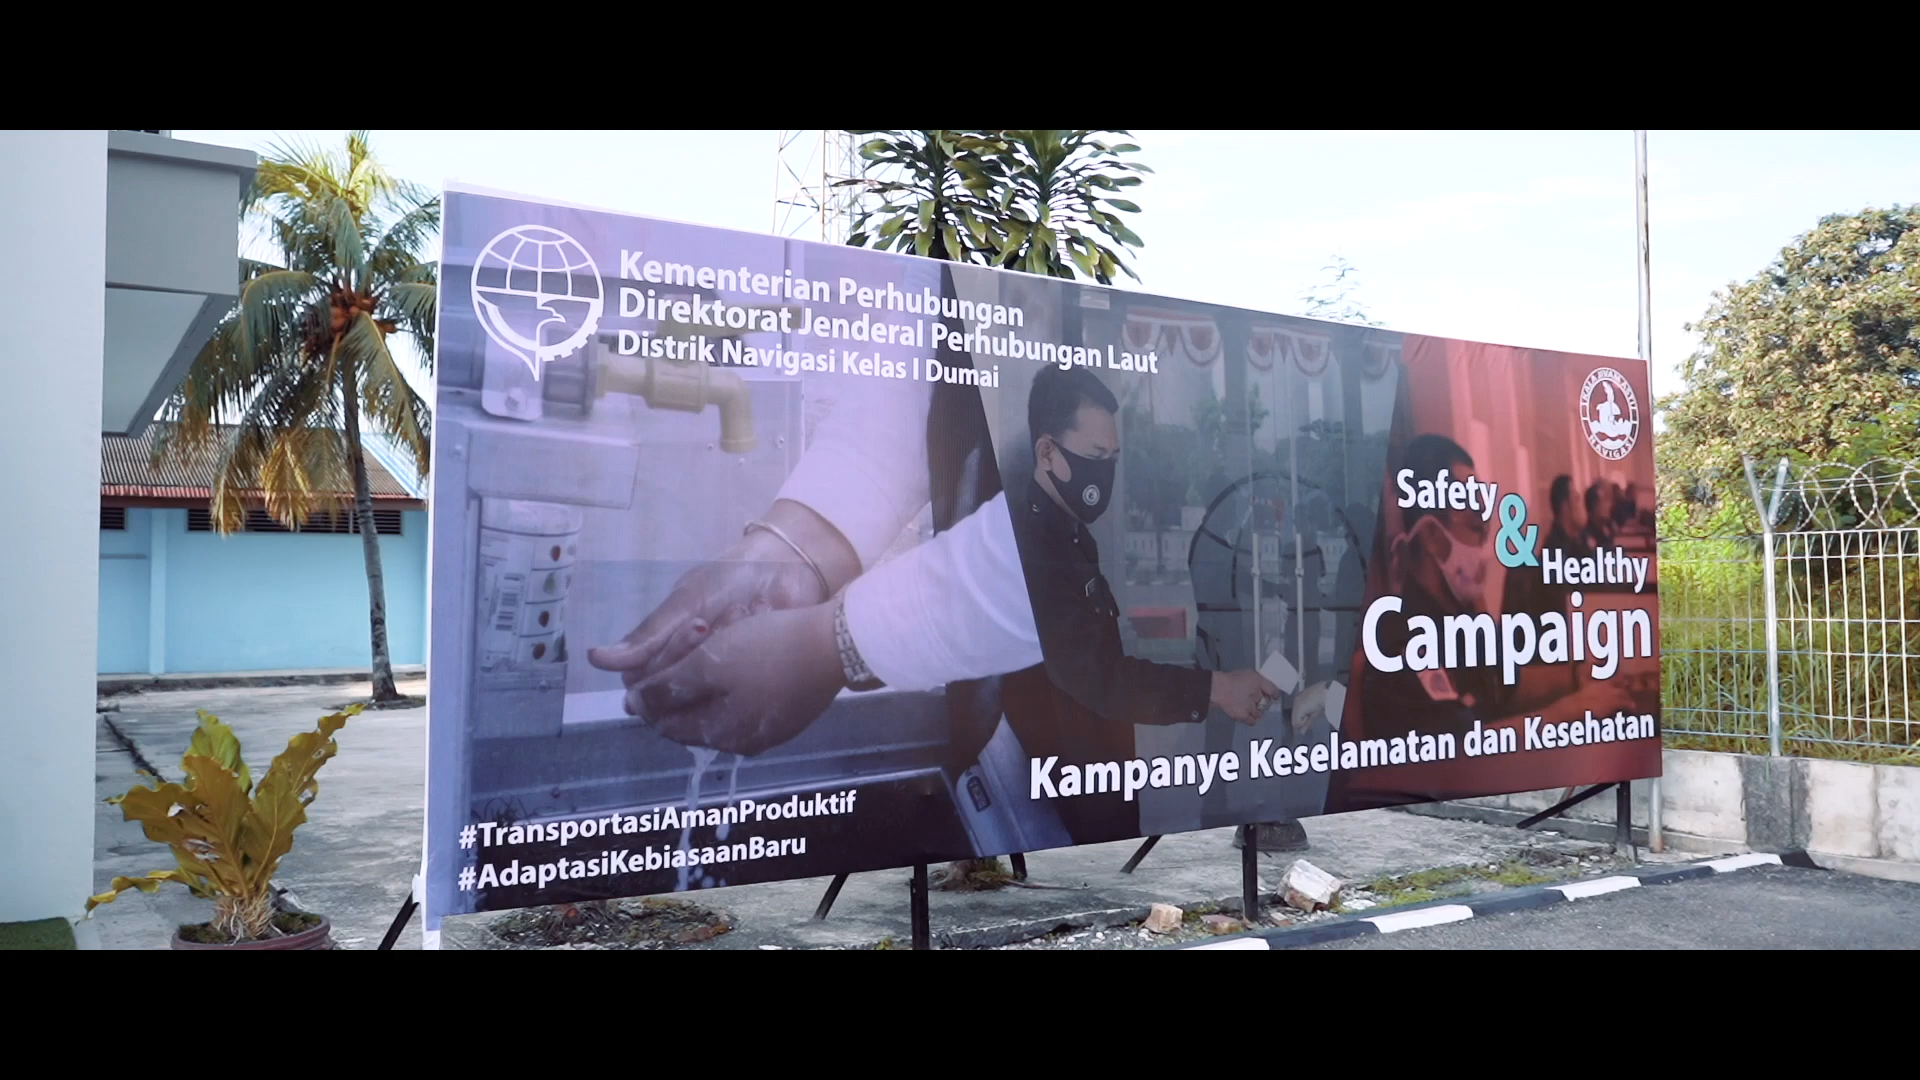 Kementerian Perhubungan
Direktorat Jenderal Perhubungan Laut
Distrik Navigasi Kelas I Dumai
Safety
&
Healthy
Campaign
Kampanye Keselamatan dan Kesehatan
#TransportasiAmanProduktif
#AdaptasiKebiasaanBaru
NAVIGASI